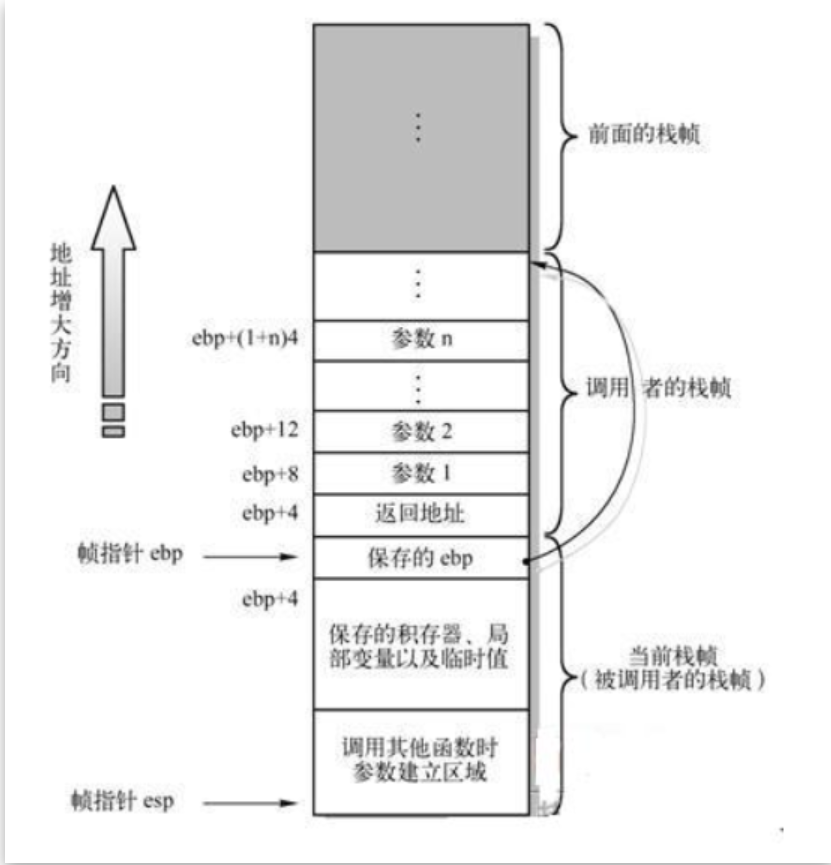 前面的栈帧
地址增大方向
ebp+(1+n)4
参数 n
调用 者的栈帧
ebp+12
参数 2
ebp+8
参数 1
ebp+4
返回地址
帧指针 ebp
保存的 ebp
ebp+4
保存的积存器、局
部变量以及临时值
当前栈帧
(被调用者的栈帧)
调用其他函数时
参数建立区域
帧指针 esp